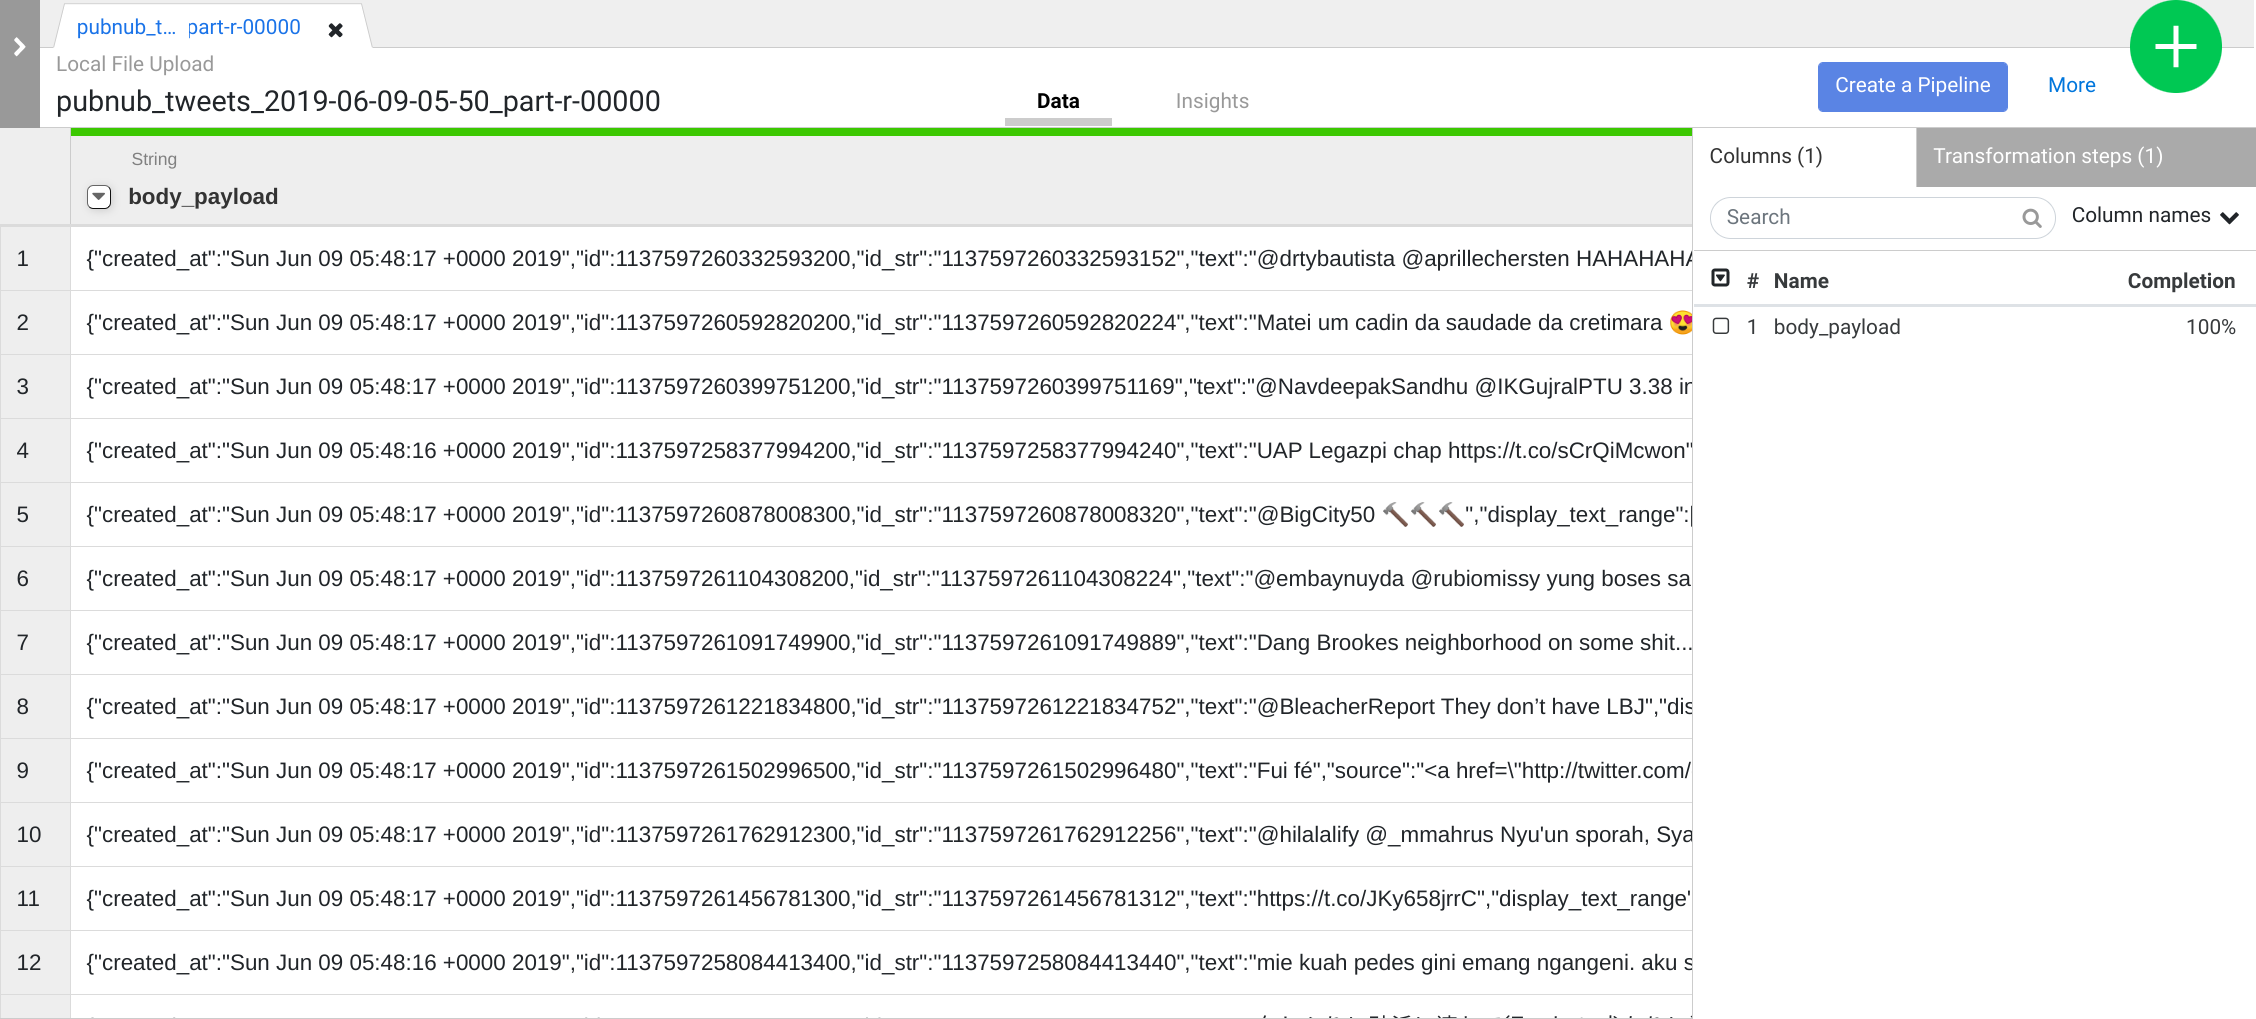 pubnub_t... part-r-00000
Local File Upload
pubnub_tweets_2019-06-09-05-50_part-r-00000
Data
Insights
Create a Pipeline
More
String
body_payload
1 {"created_at":"Sun Jun 09 05:48:17 +0000 2019","id":1137597260332593200,"id_str":"1137597260332593152","text":"@drtybautista @aprillechersten HAHAHAHA
2 {"created_at":"Sun Jun 09 05:48:17 +0000 2019","id":1137597260592820200,"id_str":"1137597260592820224","text":"Matei um cadin da saudade da cretimara 😍
3 {"created_at":"Sun Jun 09 05:48:17 +0000 2019","id":1137597260399751200,"id_str":"1137597260399751169","text":"@NavdeepakSandhu @IKGujralPTU 3.38 in
4 {"created_at":"Sun Jun 09 05:48:16 +0000 2019","id":1137597258377994200,"id_str":"1137597258377994240","text":"UAP Legazpi chap https://t.co/sCrQiMcwon"
5 {"created_at":"Sun Jun 09 05:48:17 +0000 2019","id":1137597260878008300,"id_str":"1137597260878008320","text":"@BigCity50 🔨🔨🔨","display_text_range":[
6 {"created_at":"Sun Jun 09 05:48:17 +0000 2019","id":1137597261104308200,"id_str":"1137597261104308224","text":"@embaynuyda @rubiomissy yung boses sa
7 {"created_at":"Sun Jun 09 05:48:17 +0000 2019","id":1137597261091749900,"id_str":"1137597261091749889","text":"Dang Brookes neighborhood on some shit...
8 {"created_at":"Sun Jun 09 05:48:17 +0000 2019","id":1137597261221834800,"id_str":"1137597261221834752","text":"@BleacherReport They don’t have LBJ","dis
9 {"created_at":"Sun Jun 09 05:48:17 +0000 2019","id":1137597261502996500,"id_str":"1137597261502996480","text":"Fui fé","source":"<a href=\"http://twitter.com/
10 {"created_at":"Sun Jun 09 05:48:17 +0000 2019","id":1137597261762912300,"id_str":"1137597261762912256","text":"@hilalalify @_mmahrus Nyu'un sporah, Sya
11 {"created_at":"Sun Jun 09 05:48:17 +0000 2019","id":1137597261456781300,"id_str":"1137597261456781312","text":"https://t.co/JKy658jrrC","display_text_range"
12 {"created_at":"Sun Jun 09 05:48:16 +0000 2019","id":1137597258084413400,"id_str":"1137597258084413440","text":"mie kuah pedes gini emang ngangeni. aku s
Columns (1)
Transformation steps (1)
Search
Column names
# Name Completion
1 body_payload 100%